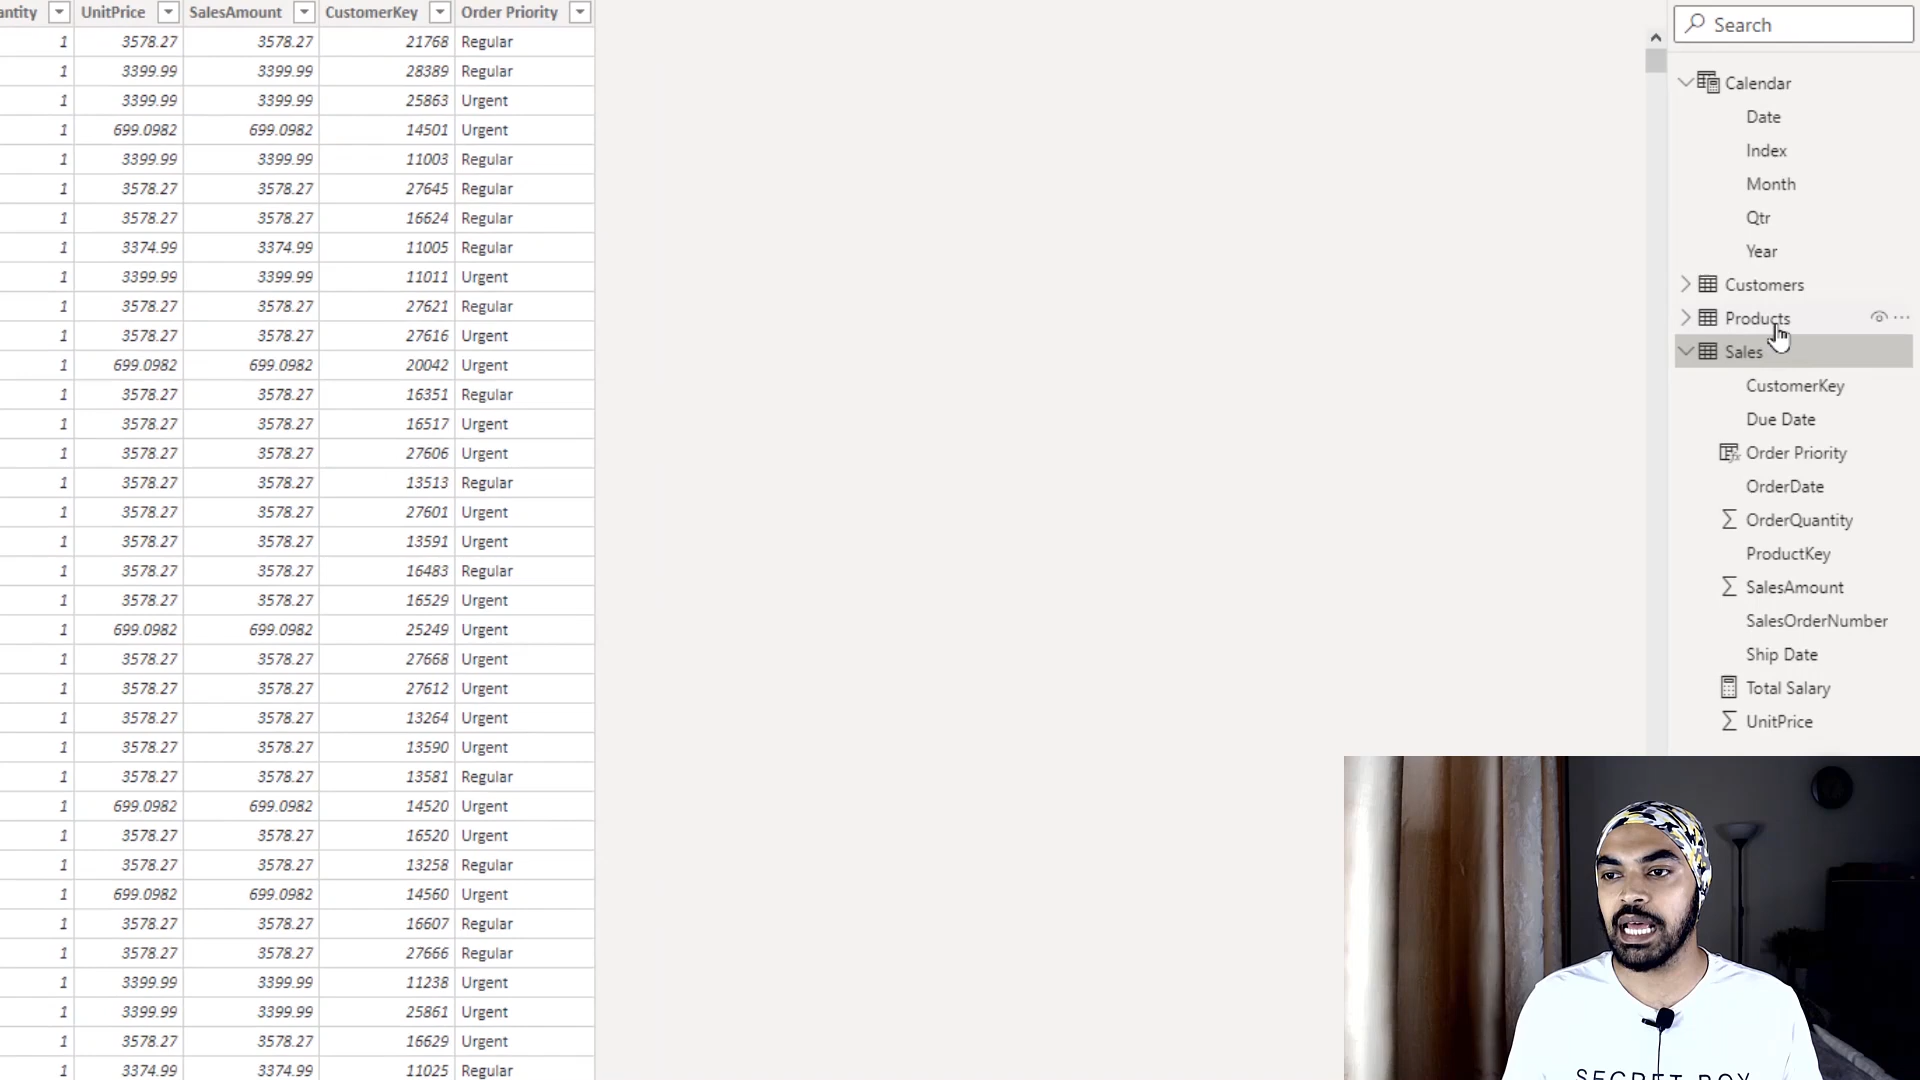 antity UnitPrice SalesAmount CustomerKey Order Priority
1 3578.27 3578.27 21768 Regular
1 3399.99 3399.99 28389 Regular
1 3399.99 3399.99 25863 Urgent
1 699.0982 699.0982 14501 Urgent
1 3399.99 3399.99 11003 Regular
1 3578.27 3578.27 27645 Regular
1 3578.27 3578.27 16624 Regular
1 3374.99 3374.99 11005 Regular
1 3399.99 3399.99 11011 Urgent
1 3578.27 3578.27 27621 Regular
1 3578.27 3578.27 27616 Urgent
1 699.0982 699.0982 20042 Urgent
1 3578.27 3578.27 16351 Regular
1 3578.27 3578.27 16517 Urgent
1 3578.27 3578.27 27606 Urgent
1 3578.27 3578.27 13513 Regular
1 3578.27 3578.27 27601 Urgent
1 3578.27 3578.27 13591 Urgent
1 3578.27 3578.27 16483 Regular
1 3578.27 3578.27 16529 Urgent
1 699.0982 699.0982 25249 Urgent
1 3578.27 3578.27 27668 Urgent
1 3578.27 3578.27 27612 Urgent
1 3578.27 3578.27 13264 Urgent
1 3578.27 3578.27 13590 Urgent
1 3578.27 3578.27 13581 Regular
1 699.0982 699.0982 14520 Urgent
1 3578.27 3578.27 16520 Urgent
1 3578.27 3578.27 13258 Regular
1 699.0982 699.0982 14560 Urgent
1 3578.27 3578.27 16607 Regular
1 3578.27 3578.27 27666 Regular
1 3399.99 3399.99 11238 Urgent
1 3399.99 3399.99 25861 Urgent
1 3578.27 3578.27 16629 Urgent
1 3374.99 3374.99 11025 Regular
Search
Calendar
Date
Index
Month
Qtr
Year
Customers
Products
Sales
CustomerKey
Due Date
Order Priority
OrderDate
OrderQuantity
ProductKey
SalesAmount
SalesOrderNumber
Ship Date
Total Salary
UnitPrice
SECRET BOY